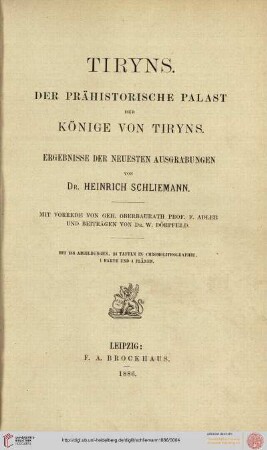 TIRYNS.
DER PRÄHISTORISCHE PALAST
DER
KÖNIGE VON TIRYNS.
ERGEBNISSE DER NEUESTEN AUSGRABUNGEN
VON
DR. HEINRICH SCHLIEMANN.
MIT VORREDE VON GEH. OBERBAURATH PROF. F. ADLER
UND BEITRÄGEN VON DR. W. DÖRPFELD.
MIT 188 ABBILDUNGEN, 24 TAFELN IN CHROMOLITHOGRAPHIE,
1 KARTE UND 4 PLÄNEN.
LEIPZIG:
F. A. BROCKHAUS.
1886.